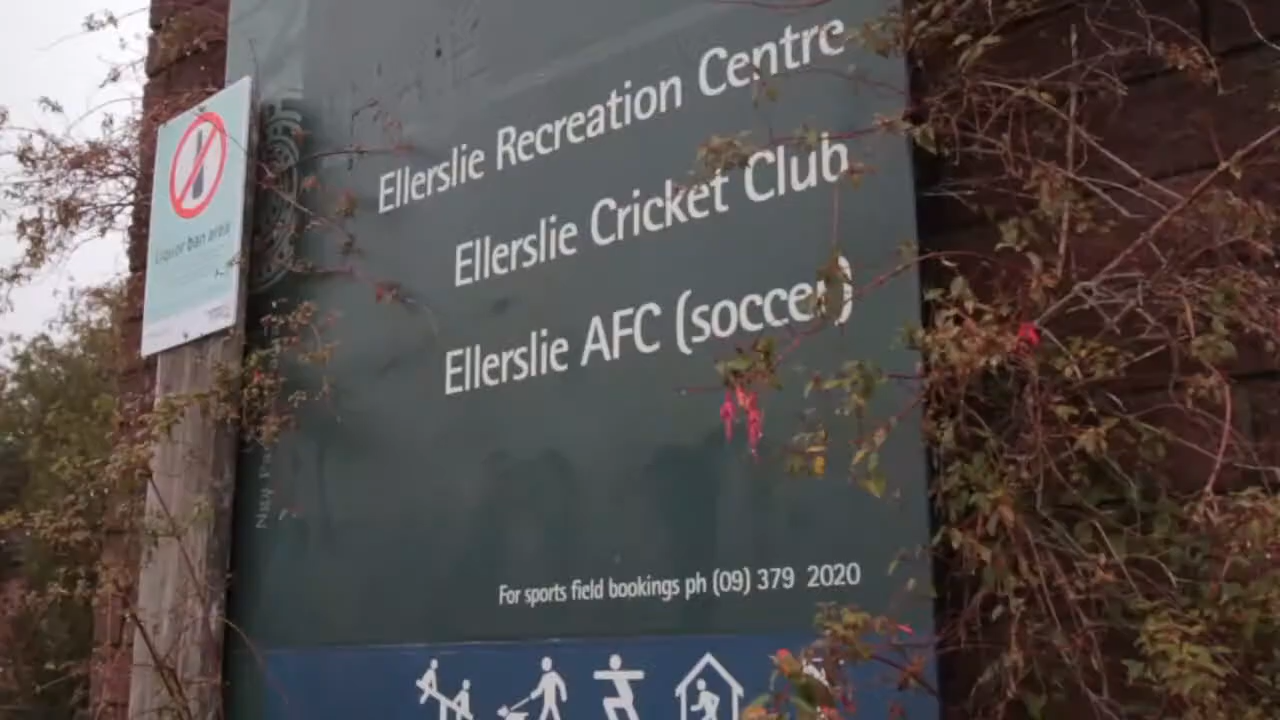 Ellerslie Recreation Centre
Ellerslie Cricket Club
Ellerslie AFC (soccer)
Liquor ban area
For sports field bookings ph (09) 379 2020